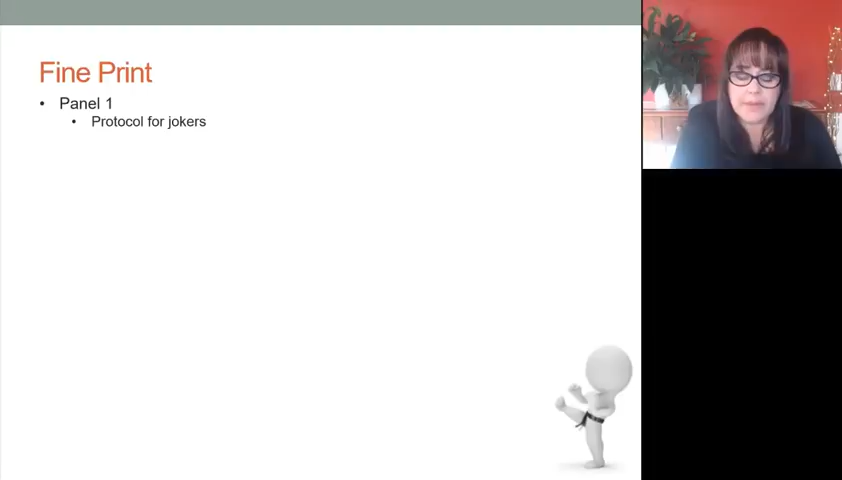 Fine Print
• Panel 1
• Protocol for jokers